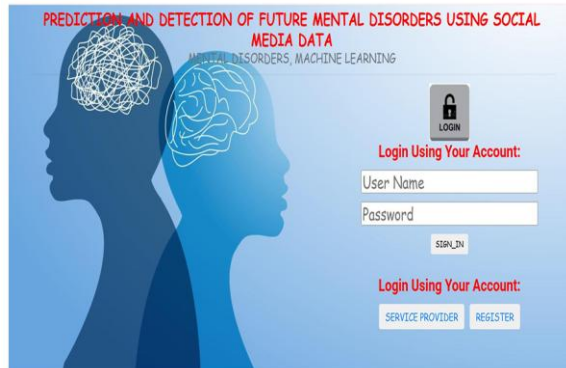 PREDICTION AND DETECTION OF FUTURE MENTAL DISORDERS USING SOCIAL
MEDIA DATA
MENTAL DISORDERS, MACHINE LEARNING
LOGIN
Login Using Your Account:
User Name
Password
SIGN_IN
Login Using Your Account:
SERVICE PROVIDER REGISTER